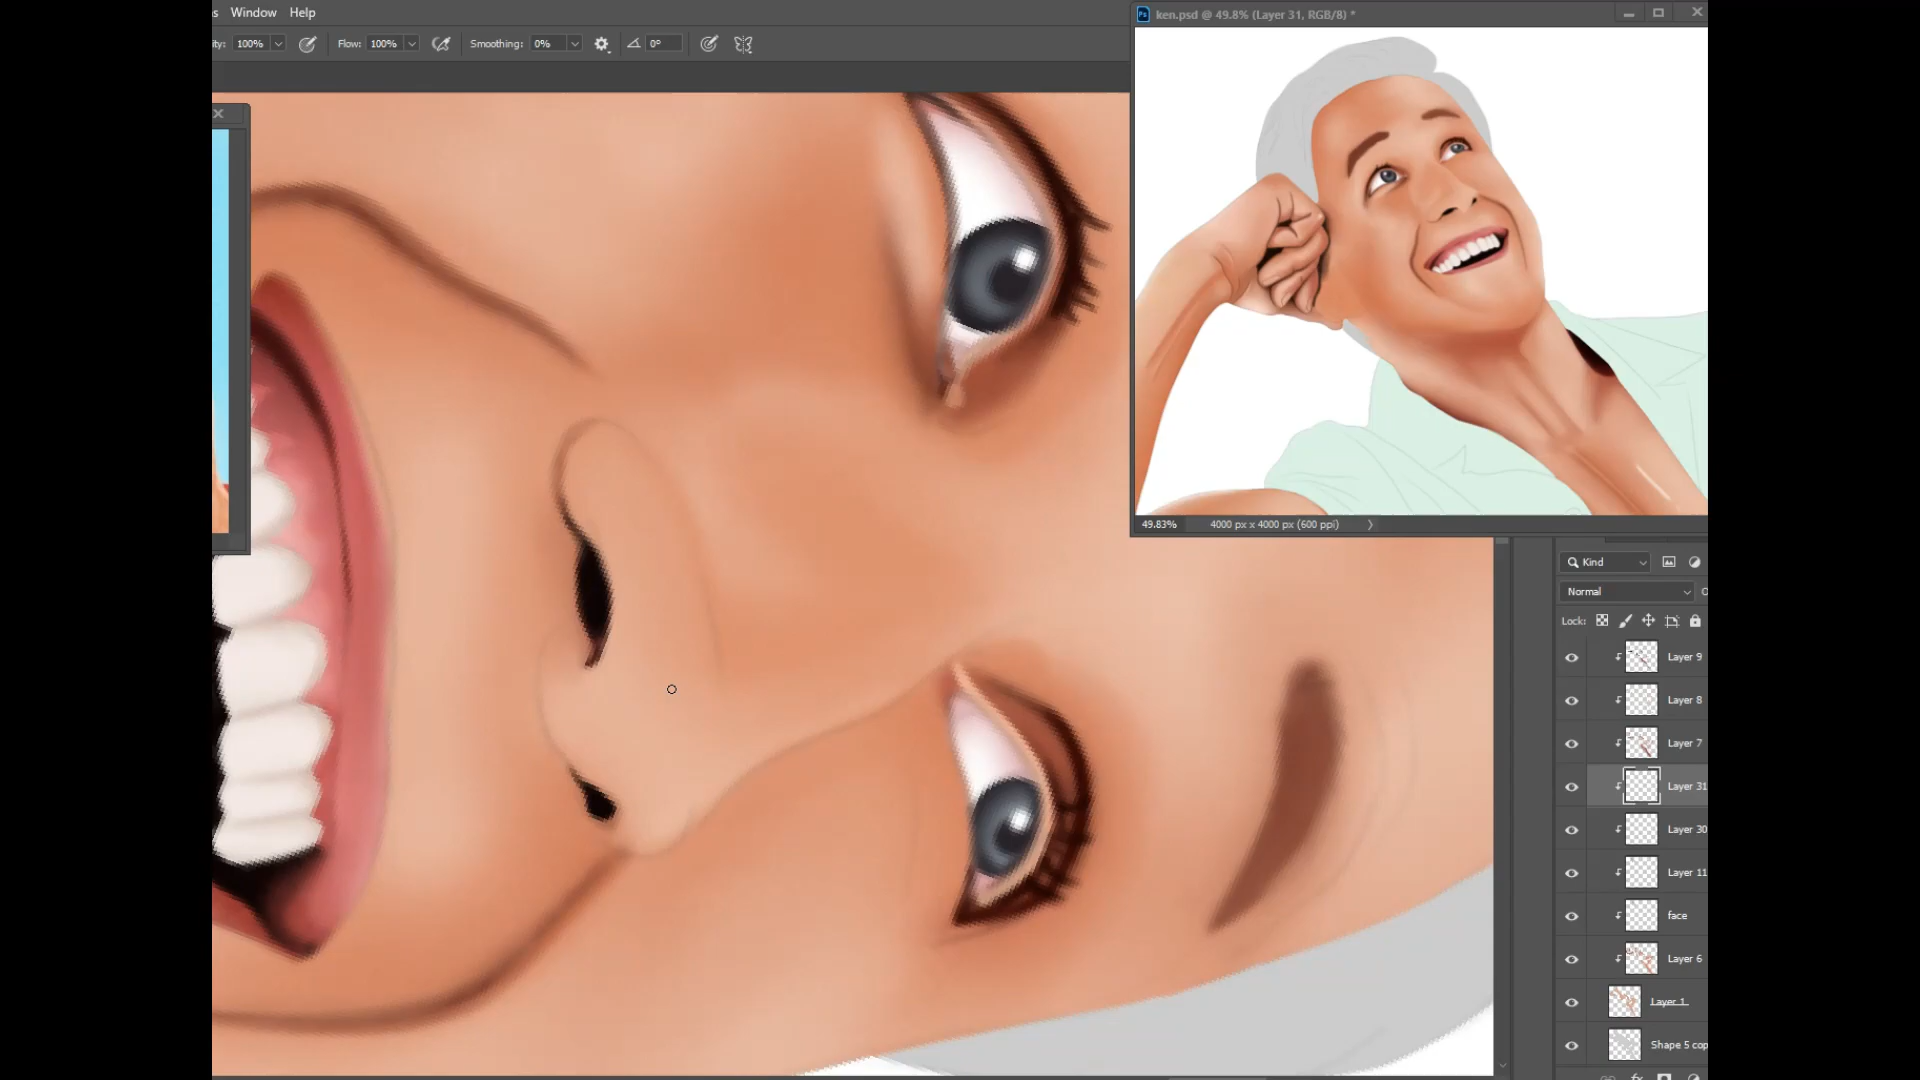 Window Help
ken.psd @ 49.8% (Layer 31, RGB/8) *
100% Flow: 100% Smoothing: 0% 0°
49.83% 4000 px x 4000 px (600 ppi)
Kind
Normal
Lock:
Layer 9
Layer 8
Layer 7
Layer 31
Layer 30
Layer 11
face
Layer 6
Layer 1
Shape 5 cop